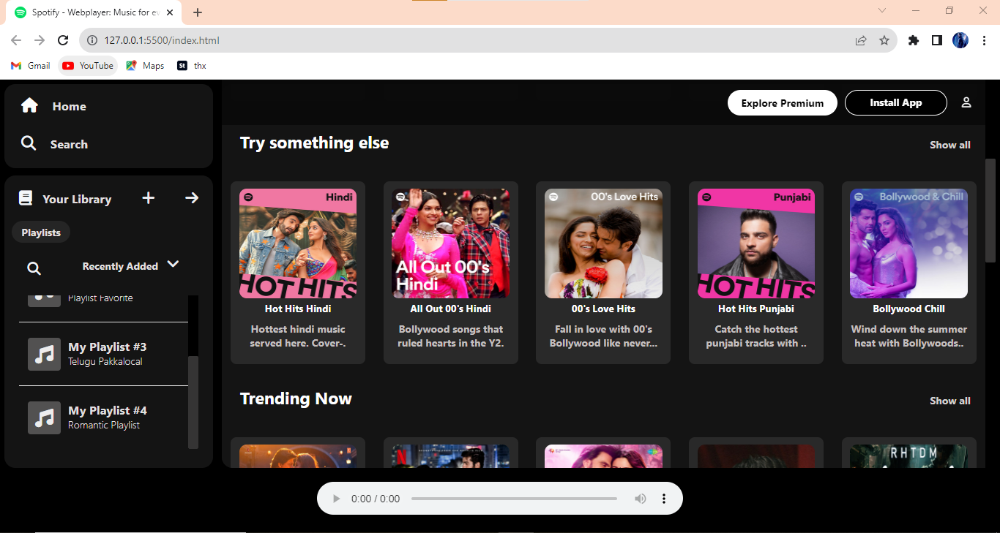 Spotify - Webplayer: Music for ev
127.0.0.1:5500/index.html
Gmail
YouTube
St
thx
Maps
Home
Search
Your Library
Playlists
Recently Added
Playlist Favorite
My Playlist #3
Telugu Pakkalocal
My Playlist #4
Romantic Playlist
Explore Premium
Install App
Try something else
Show all
Hindi
HOT HITS
Hot Hits Hindi
Hottest hindi music
served here. Cover-.
All Out 00's
Hindi
All Out 00's Hindi
Bollywood songs that
ruled hearts in the Y2.
00's Love Hits
00's Love Hits
Fall in love with 00's
Bollywood like never...
Punjabi
HOT HITS
Hot Hits Punjabi
Catch the hottest
punjabi tracks with ..
Bollywood & Chill
Bollywood Chill
Wind down the summer
heat with Bollywoods..
Trending Now
Show all
N
RHTDM
0:00 / 0:00